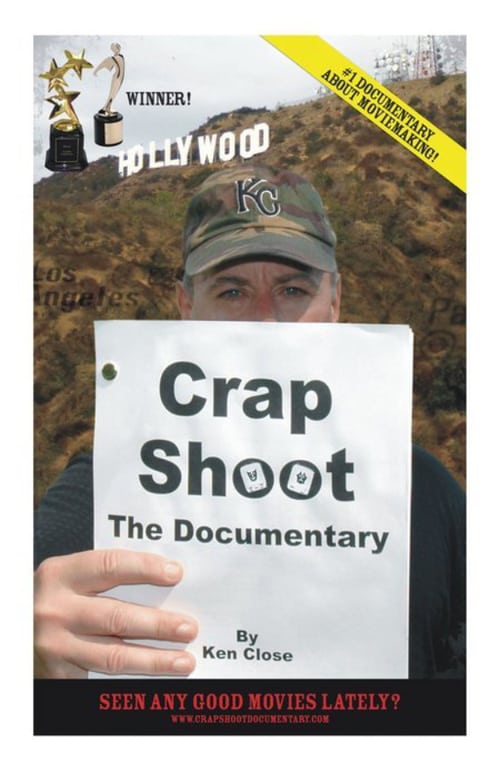 #1 DOCUMENTARY
ABOUT MOVIEMAKING!
WINNER!
HOLLYWOOD
KC
Los
Angeles
Crap
Shoot
The Documentary
By
Ken Close
SEEN ANY GOOD MOVIES LATELY?
WWW.CRAPSHOOTDOCUMENTARY.COM